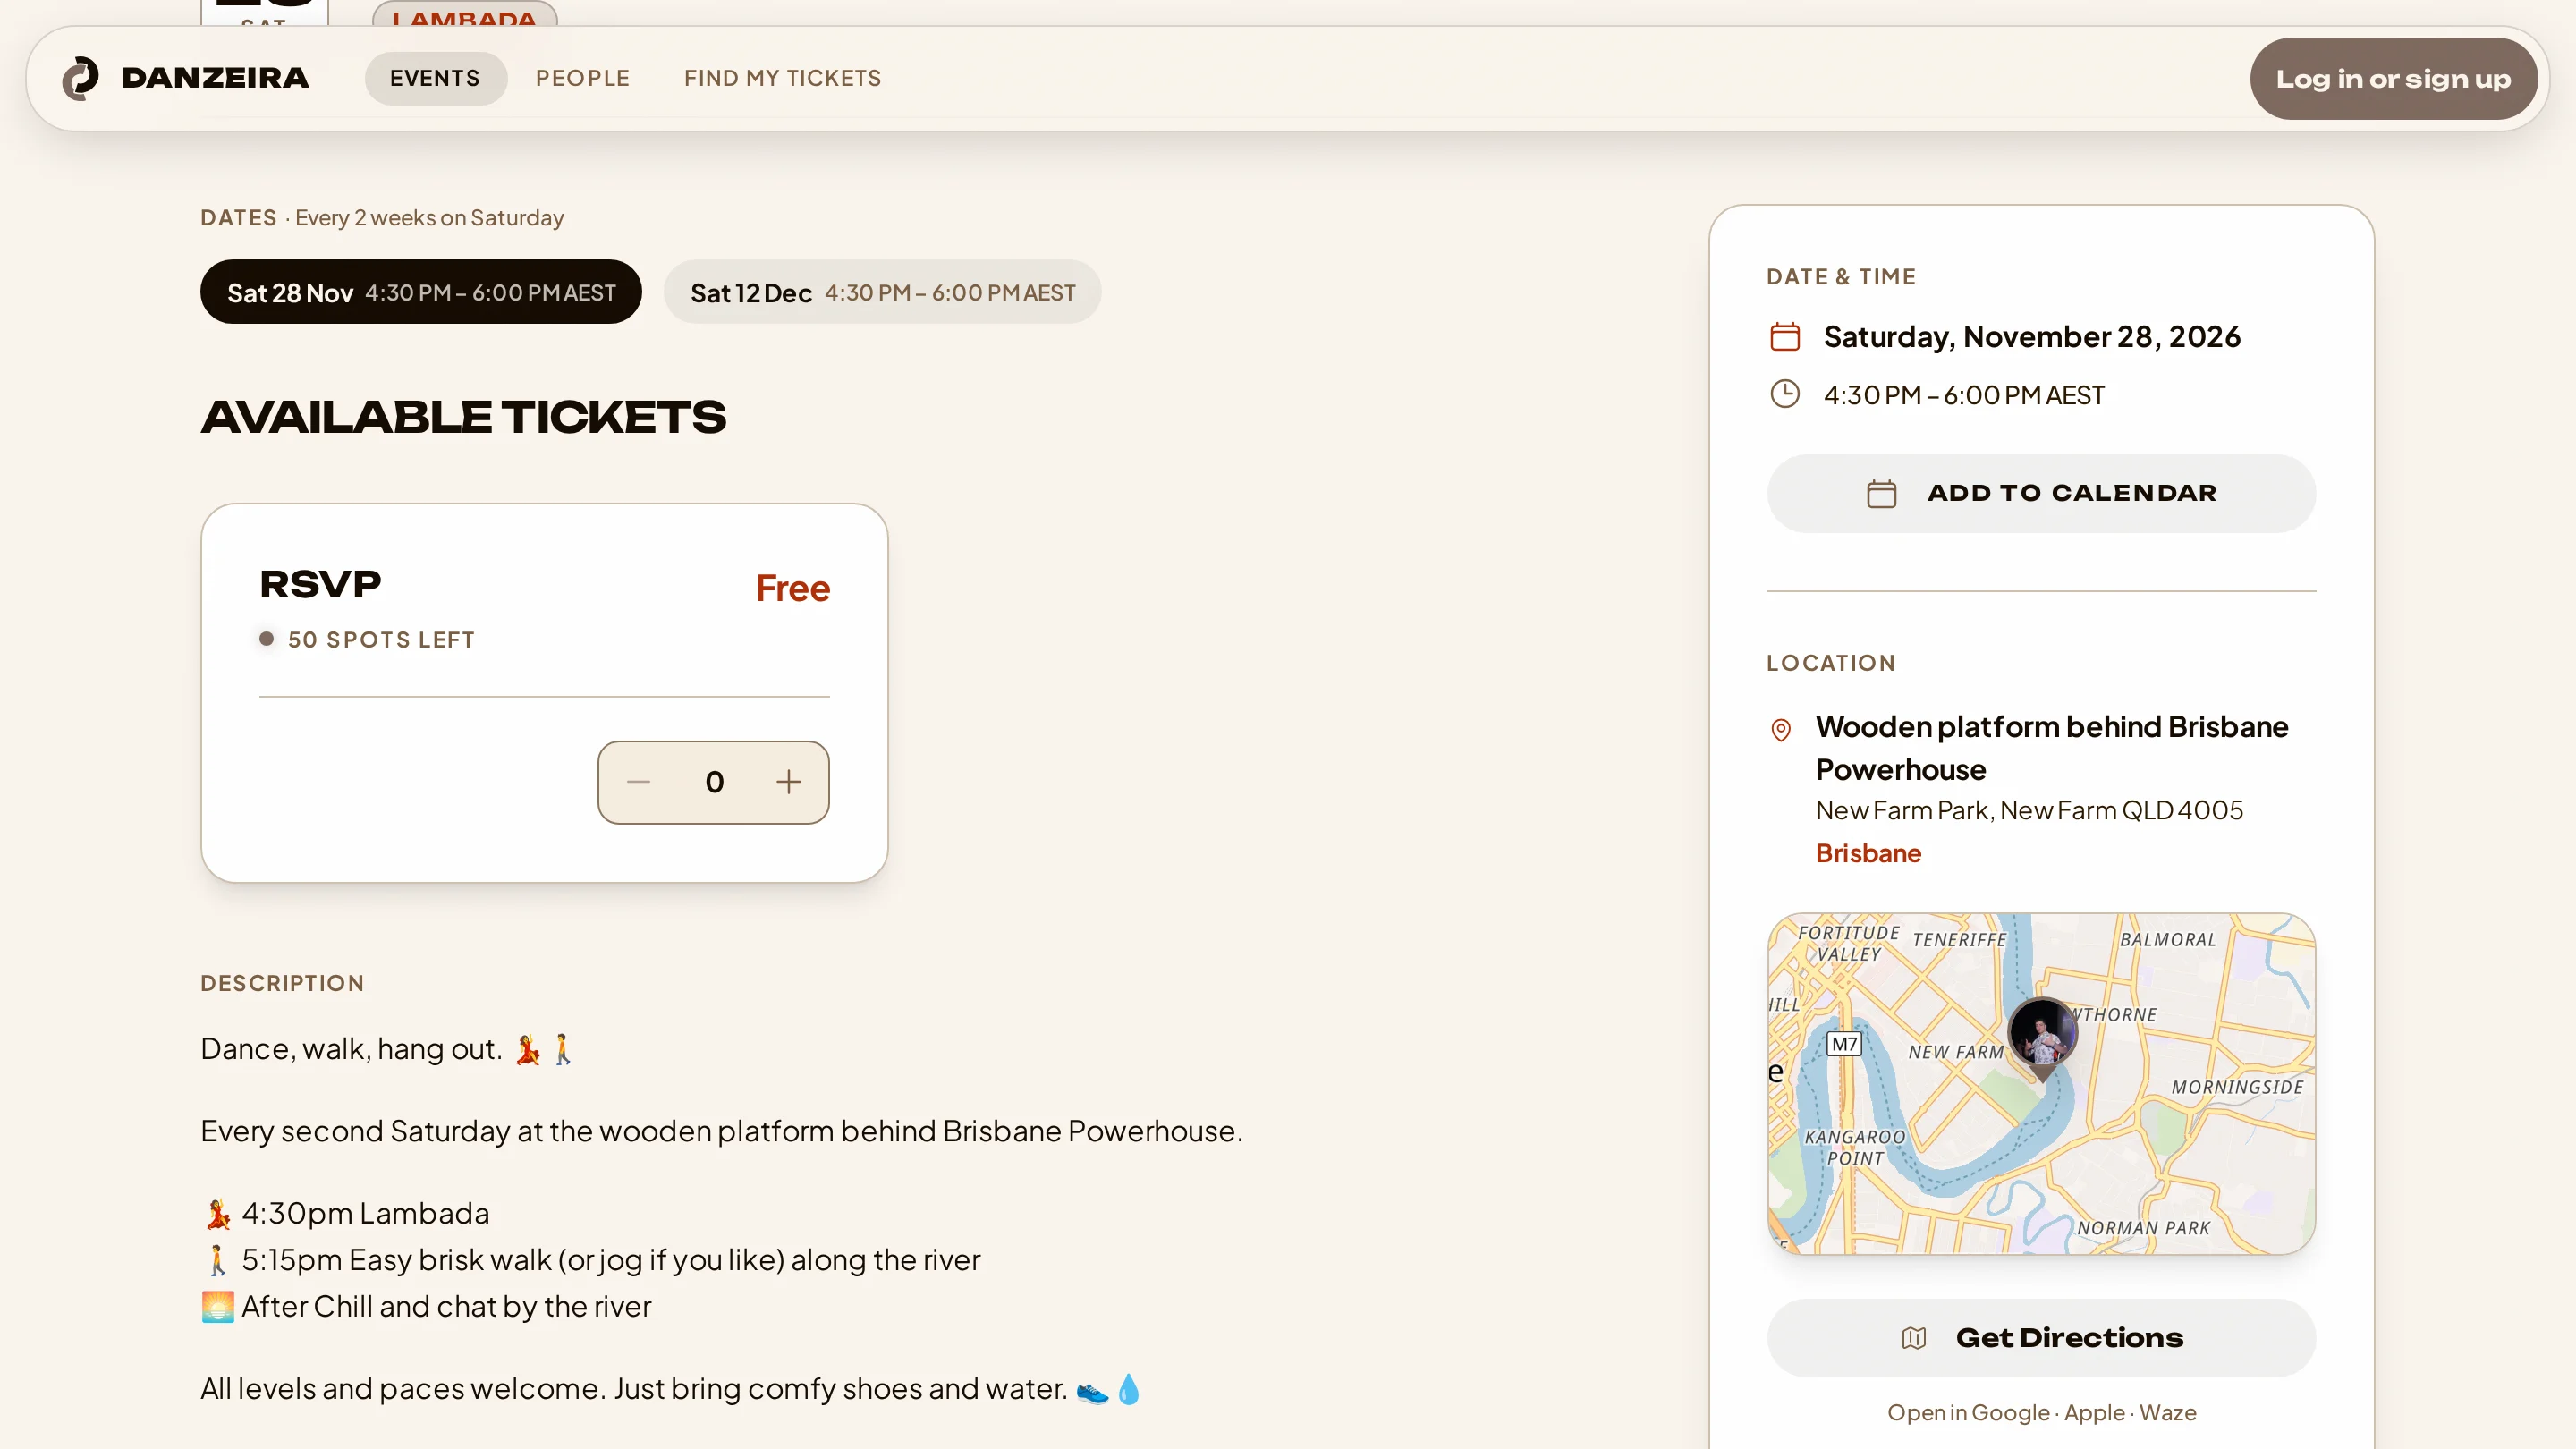 SAT
LAMBADA
DANZEIRA
EVENTS
PEOPLE
FIND MY TICKETS
Log in or sign up
DATES · Every 2 weeks on Saturday
Sat 28 Nov 4:30 PM – 6:00 PM AEST
Sat 12 Dec 4:30 PM – 6:00 PM AEST
AVAILABLE TICKETS
RSVP
Free
50 SPOTS LEFT
0
DESCRIPTION
Dance, walk, hang out. 💃🚶
Every second Saturday at the wooden platform behind Brisbane Powerhouse.
💃 4:30pm Lambada
🚶 5:15pm Easy brisk walk (or jog if you like) along the river
🌅 After Chill and chat by the river
All levels and paces welcome. Just bring comfy shoes and water. 👟💧
DATE & TIME
Saturday, November 28, 2026
4:30 PM – 6:00 PM AEST
ADD TO CALENDAR
LOCATION
Wooden platform behind Brisbane
Powerhouse
New Farm Park, New Farm QLD 4005
Brisbane
FORTITUDE
VALLEY
TENERIFFE
BALMORAL
HILL
WTHORNE
M7
NEW FARM
e
MORNINGSIDE
KANGAROO
POINT
NORMAN PARK
Get Directions
Open in Google · Apple · Waze